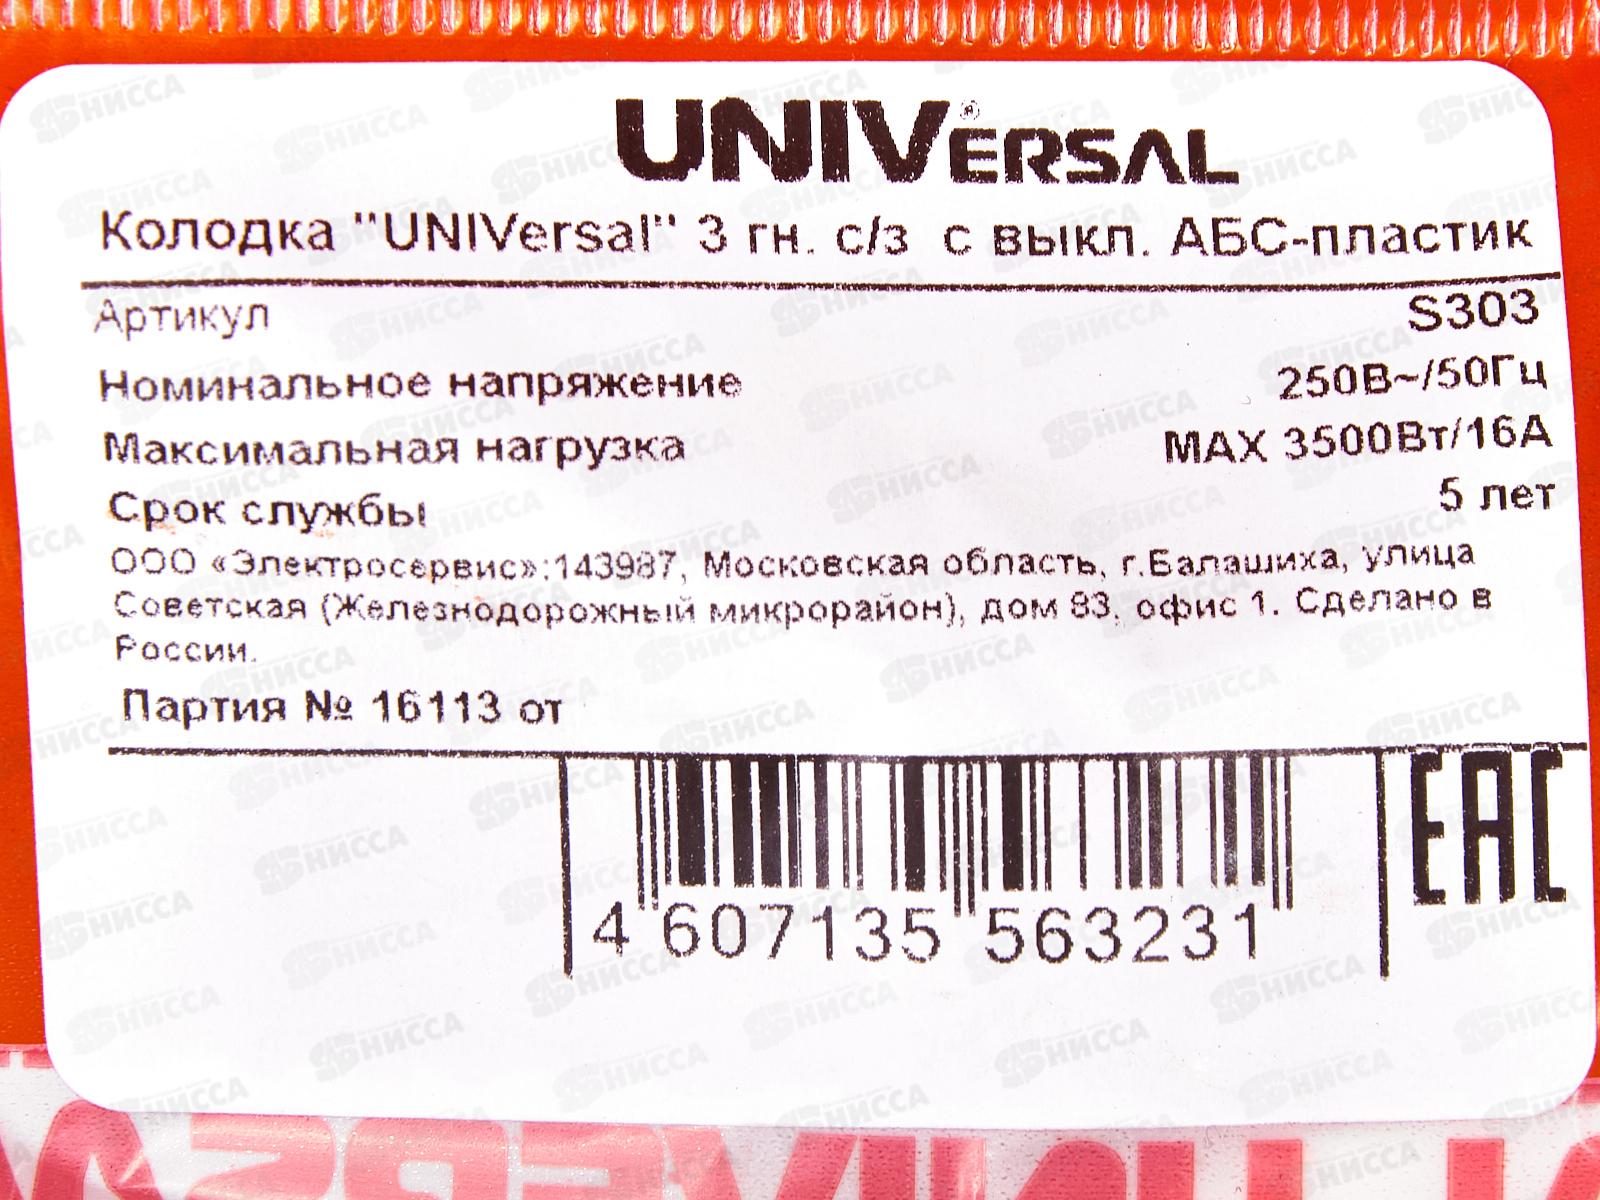 UNIVERSAL®
Колодка "UNIVersal" 3 гн. с/з с выкл. АБС-пластик
Артикул S303
Номинальное напряжение 250В~/50Гц
Максимальная нагрузка MAX 3500Вт/16А
Срок службы 5 лет
ООО «Электросервис»:143987, Московская область, г.Балашиха, улица
Советская (Железнодорожный микрорайон), дом 83, офис 1. Сделано в
России.
Партия № 16113 от
EAC
4 607135 563231
НИССА